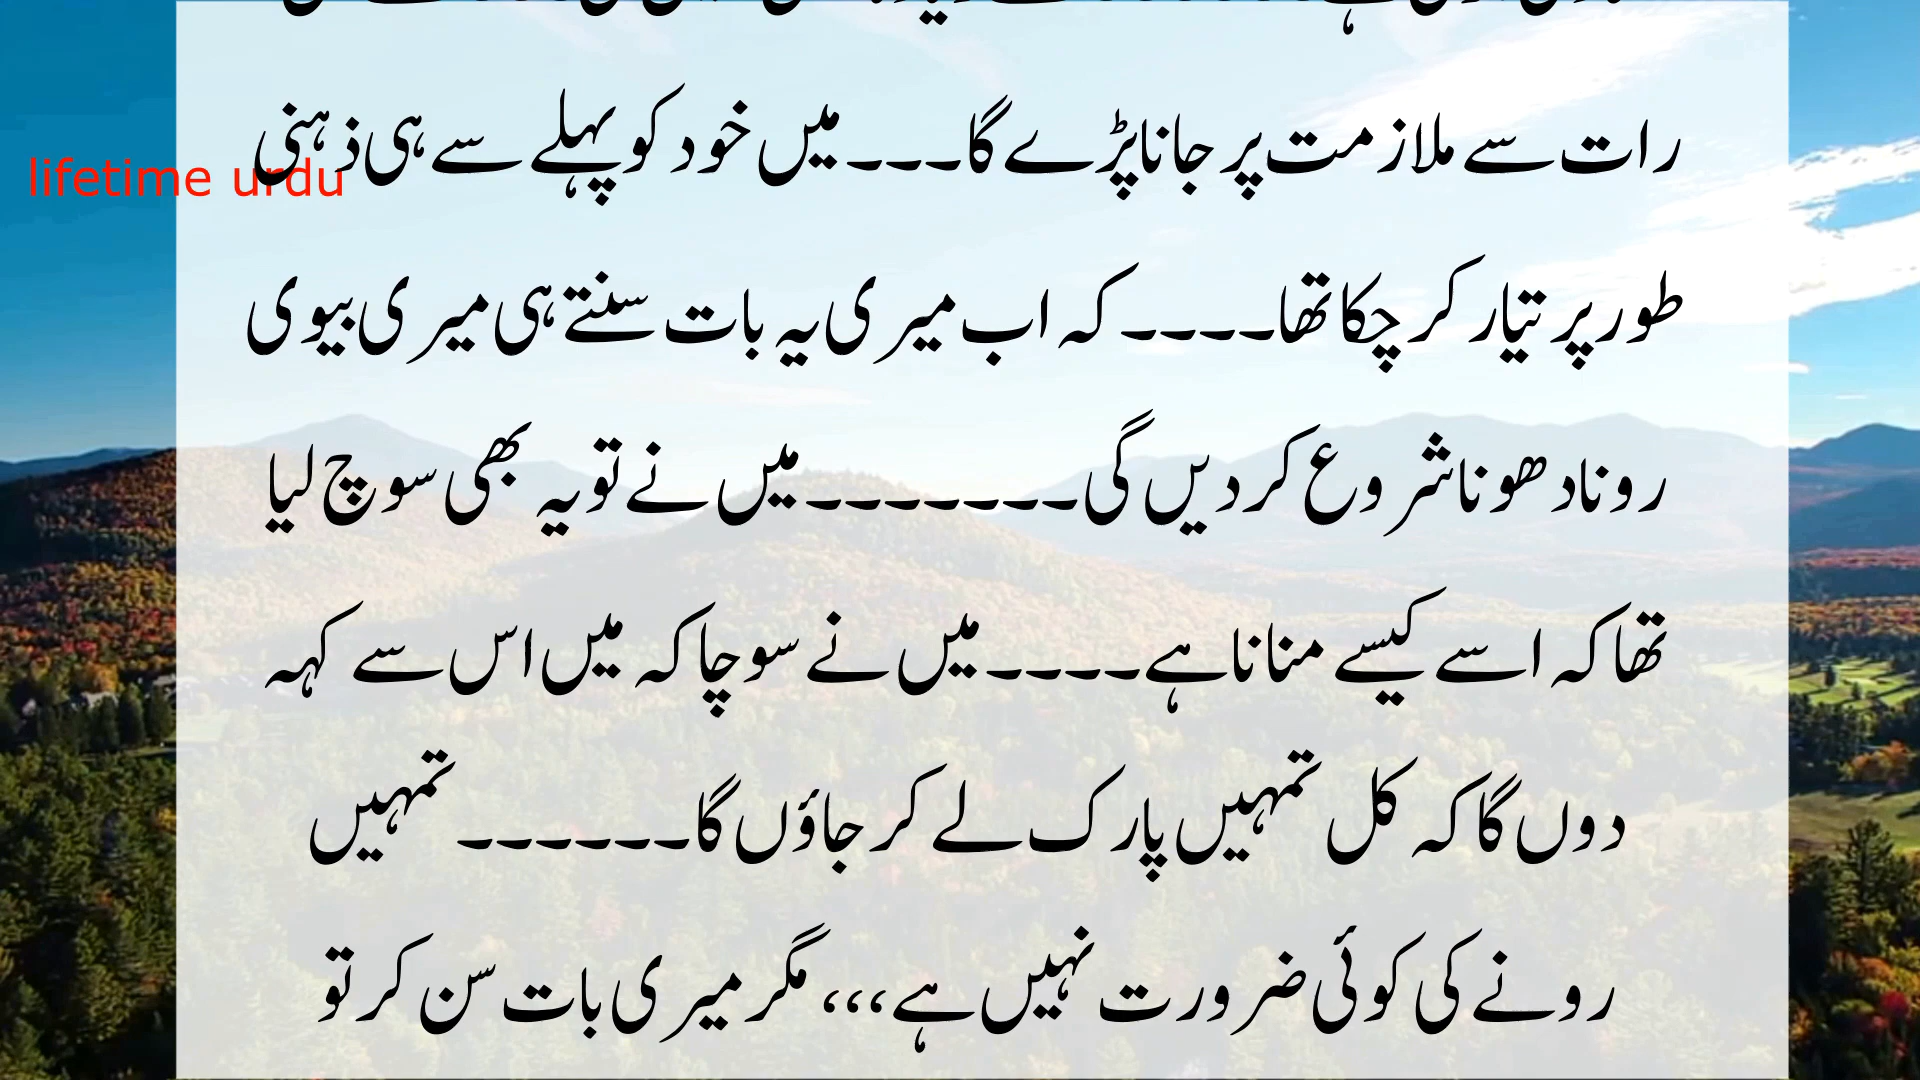 رات سے ملازمت پر جانا پڑے گا۔۔۔ میں خود کو پہلے سے ہی ذہنی
lifetime urdu
طور پر تیار کر چکا تھا۔۔۔۔ کہ اب میری یہ بات سنتے ہی میری بیوی
رونا دھونا شروع کر دیں گی۔۔۔۔۔۔۔ میں نے تو یہ بھی سوچ لیا
تھا کہ اسے کیسے منانا ہے۔۔۔۔ میں نے سوچا کہ میں اس سے کہہ
دوں گا کہ کل تمہیں پارک لے کر جاؤں گا۔۔۔۔۔۔ تمہیں
رونے کی کوئی ضرورت نہیں ہے،،، مگر میری بات سن کر تو